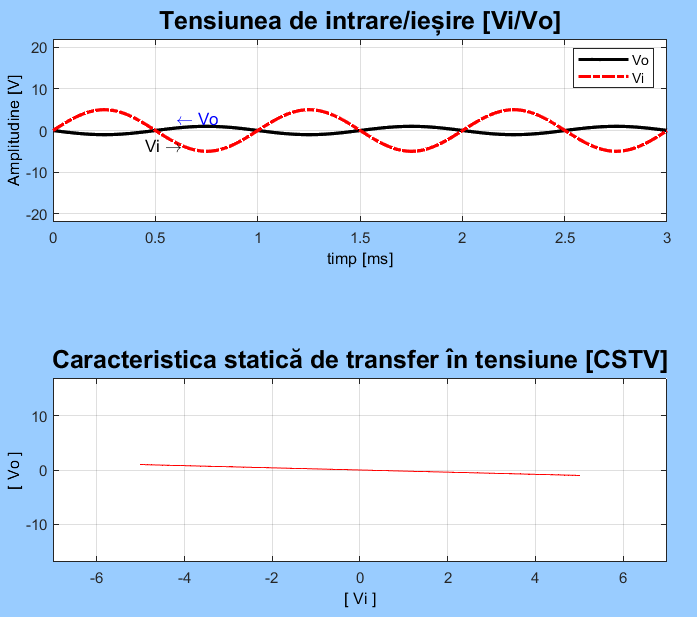 Tensiunea de intrare/ieșire [Vi/Vo]
Amplitudine [V]
20
10
0
-10
-20
← Vo
Vi →
Vo
Vi
0 0.5 1 1.5 2 2.5 3
timp [ms]
Caracteristica statică de transfer în tensiune [CSTV]
[ Vo ]
10
0
-10
-6 -4 -2 0 2 4 6
[ Vi ]